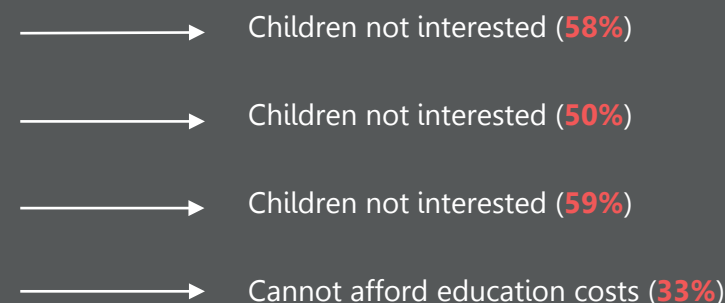 Children not interested (58%)
Children not interested (50%)
Children not interested (59%)
Cannot afford education costs (33%)